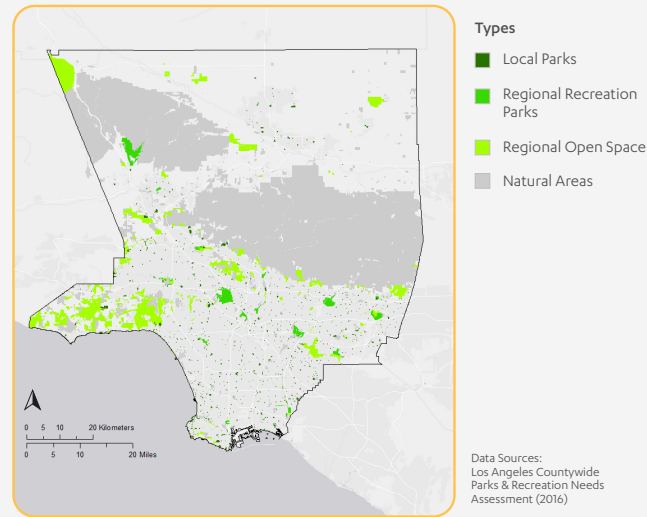 Types
Local Parks
Regional Recreation
Parks
Regional Open Space
Natural Areas
0 5 10 20 Kilometers
0 5 10 20 Miles
Data Sources:
Los Angeles Countywide
Parks & Recreation Needs
Assessment (2016)